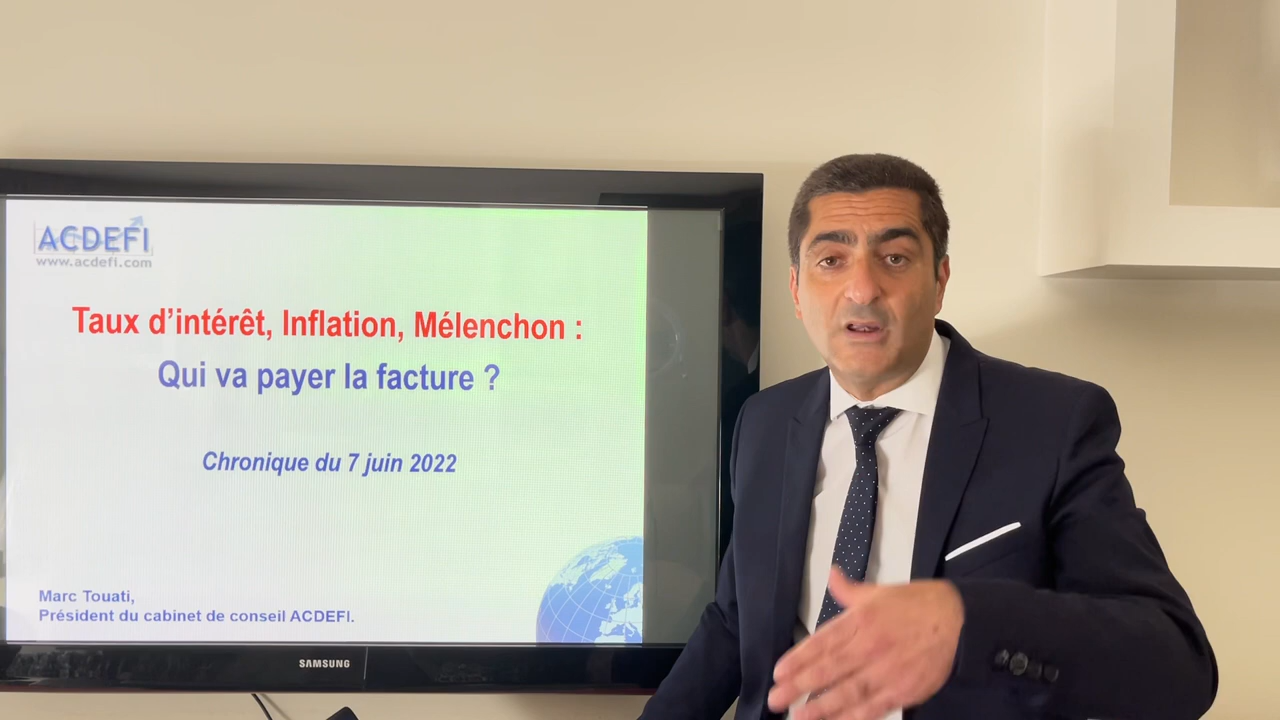 ACDEFI
www.acdefi.com
Taux d'intérêt, Inflation, Mélenchon :
Qui va payer la facture ?
Chronique du 7 juin 2022
Marc Touati,
Président du cabinet de conseil ACDEFI.
SAMSUNG